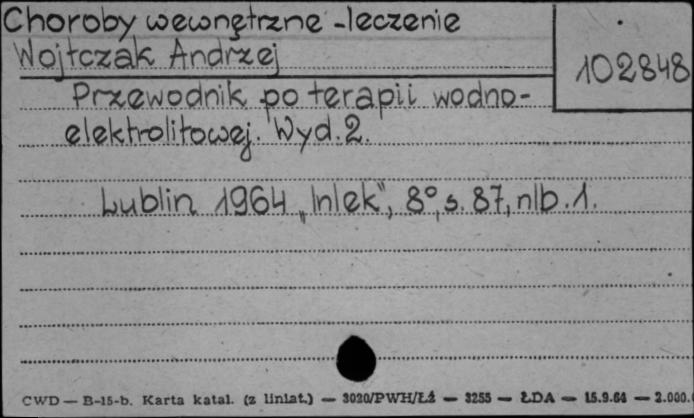 Choroby wewnętrzne - leczenie
Wojtczak Andrzej
102848
Przewodnik po terapii wodno-
elektrolitowej. Wyd. 2.
Lublin 1964 „Inlek", 8°, s. 87, nlb. 1.
CWD — B-15-b. Karta katal. (z liniat.) — 3020/PWH/Łź — 3255 — ŁDA — 15.9.64 — 2.000.